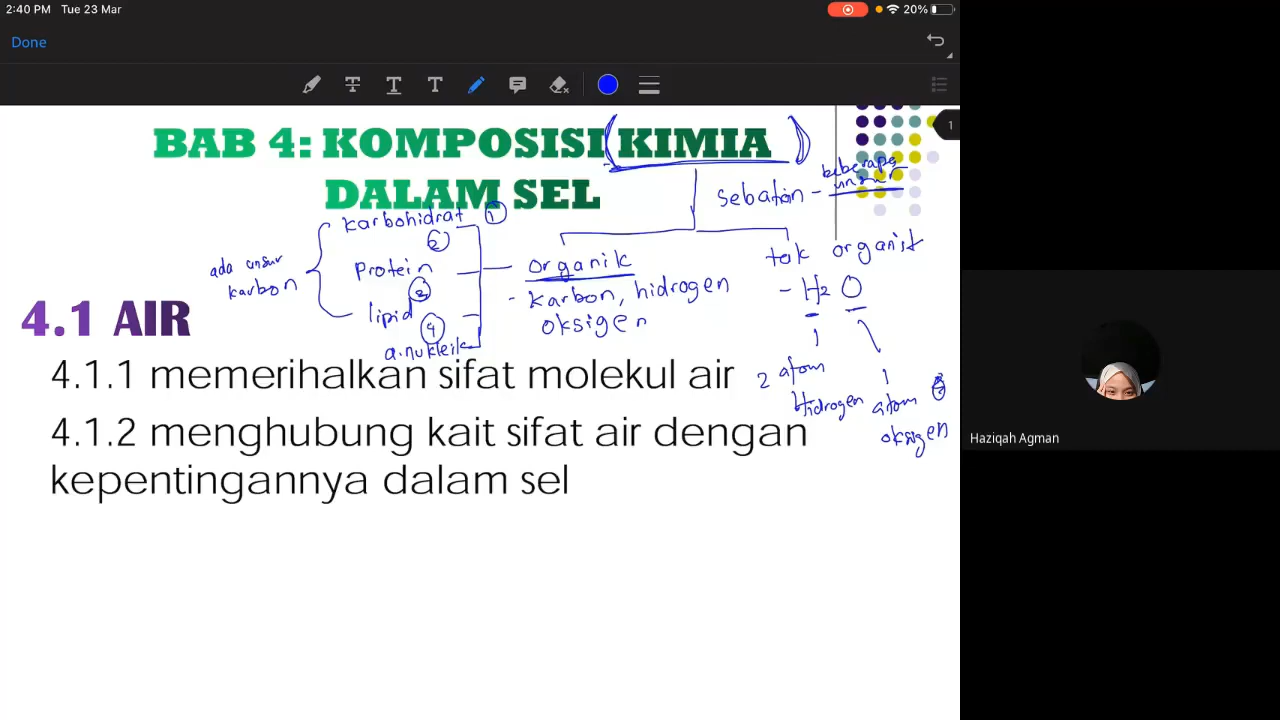 2:40 PM Tue 23 Mar
20%
Done
1
BAB 4: KOMPOSISI (KIMIA)
DALAM SEL
sebatian - beberapa
unsur
karbohidrat ①
②
protein
③
lipid
④
a.nukleik
ada unsur
karbon
organik
- karbon, hidrogen
oksigen
tak organik
- H2O
2 atom
Hidrogen
1
atom
oksigen
4.1 AIR
4.1.1 memerihalkan sifat molekul air
4.1.2 menghubung kait sifat air dengan
kepentingannya dalam sel
Haziqah Agman